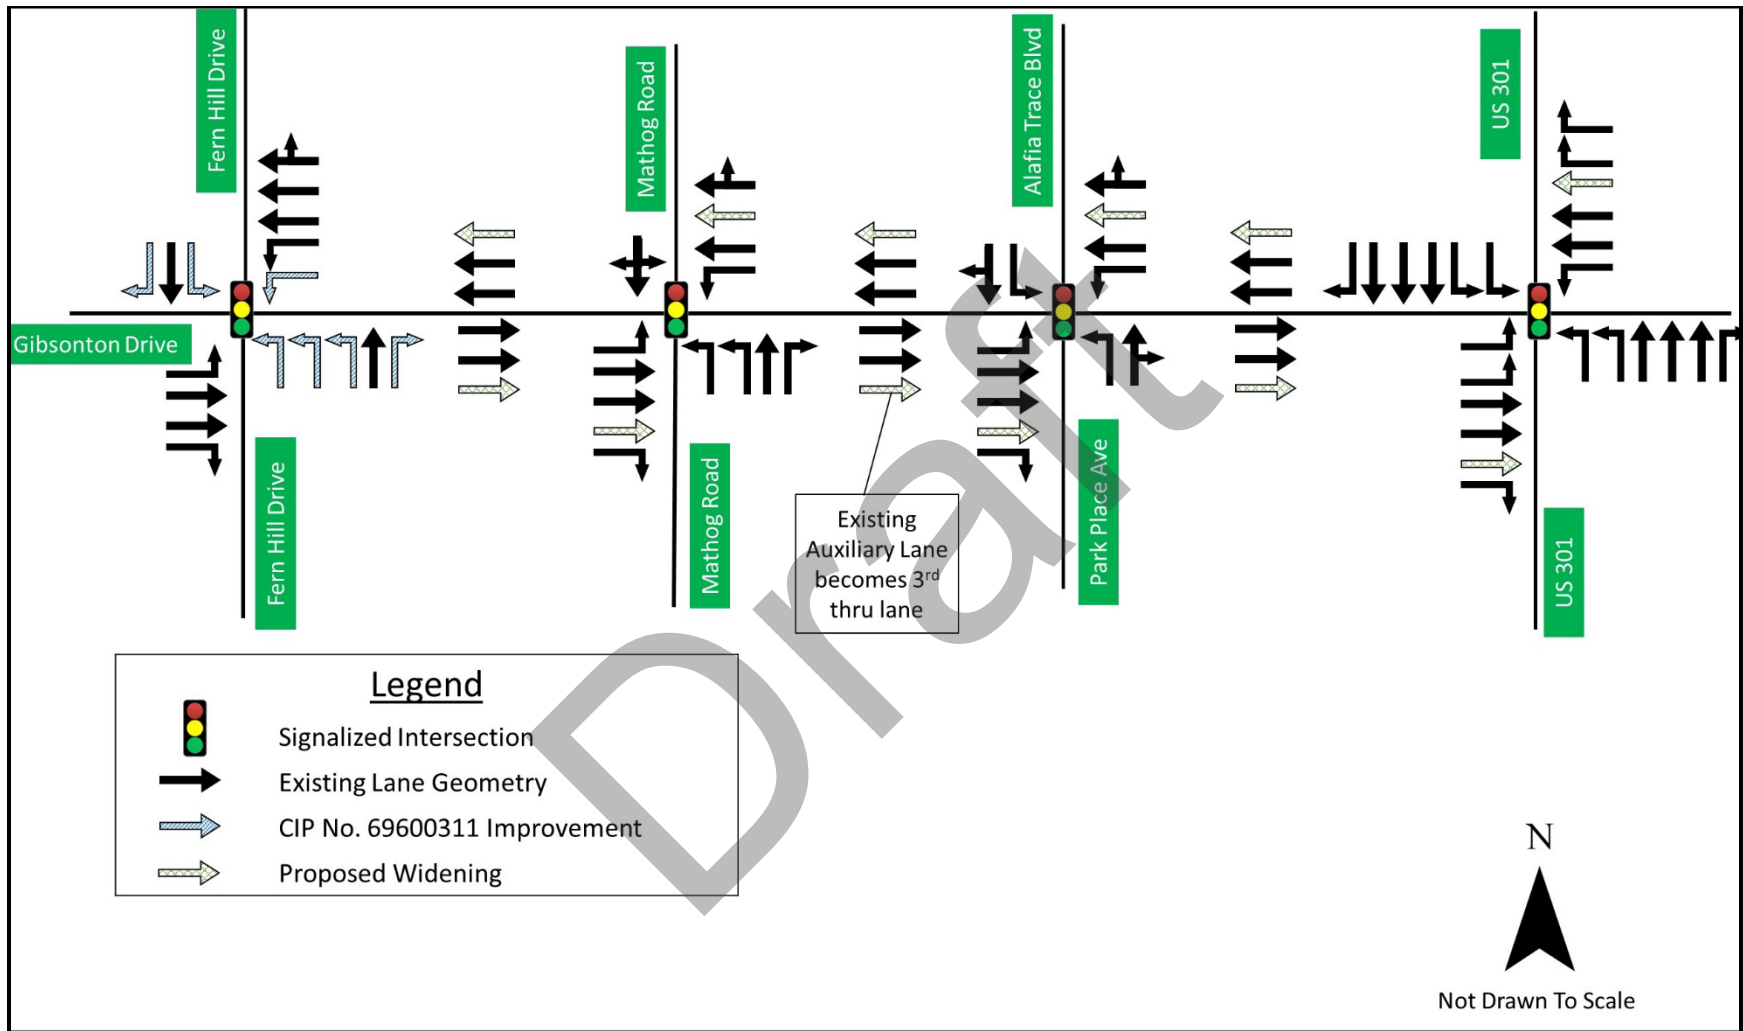 Fern Hill Drive
Mathog Road
Alafia Trace Blvd
US 301
Gibsonton Drive
Fern Hill Drive
Mathog Road
Park Place Ave
US 301
Existing
Auxiliary Lane
becomes 3rd
thru lane
Draft
Legend
Signalized Intersection
Existing Lane Geometry
CIP No. 69600311 Improvement
Proposed Widening
N
Not Drawn To Scale